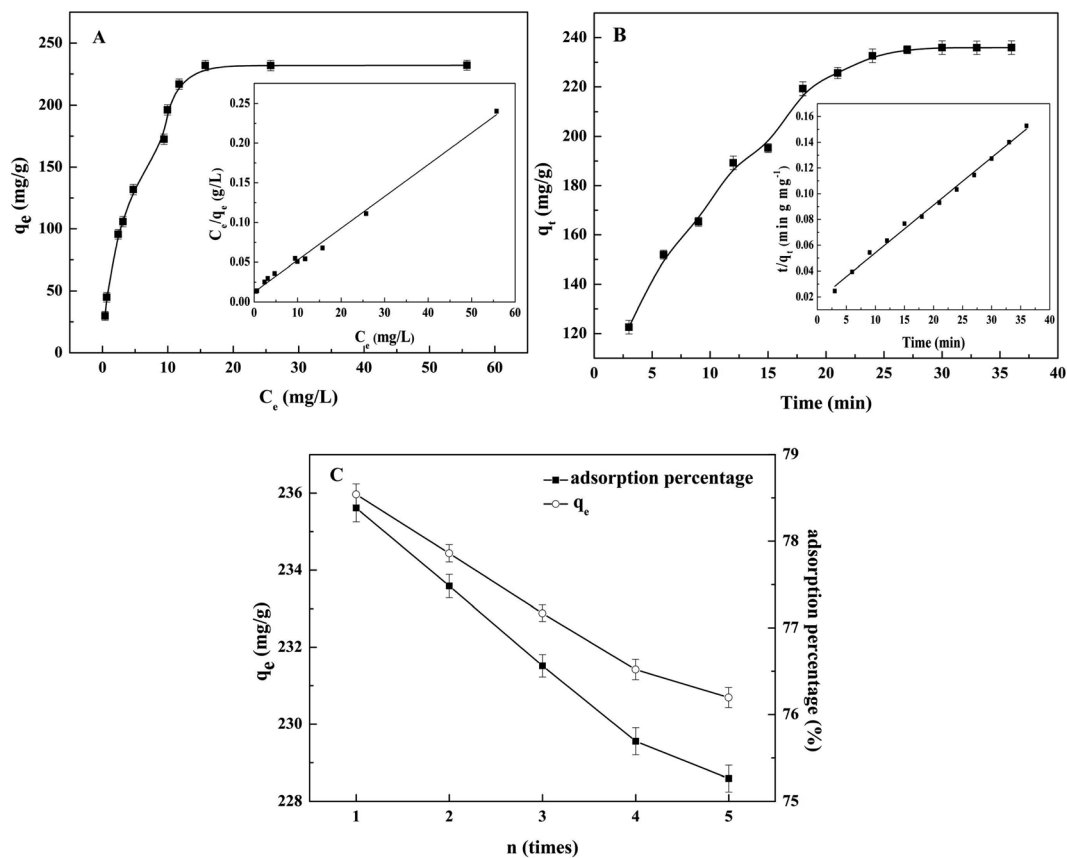 A
250
200
150
100
50
0
qe (mg/g)
0 10 20 30 40 50 60
Ce (mg/L)
0.25
0.20
0.15
0.10
0.05
0.00
Ce/qe (g/L)
0 10 20 30 40 50 60
Ce (mg/L)
B
240
220
200
180
160
140
120
qt (mg/g)
0 5 10 15 20 25 30 35 40
Time (min)
0.16
0.14
0.12
0.10
0.08
0.06
0.04
0.02
t/qt (min g mg-1)
0 5 10 15 20 25 30 35 40
Time (min)
C
adsorption percentage
qe
236
234
231
230
228
qe (mg/g)
79
78
77
76
75
adsorption percentage (%)
1 2 3 4 5
n (times)